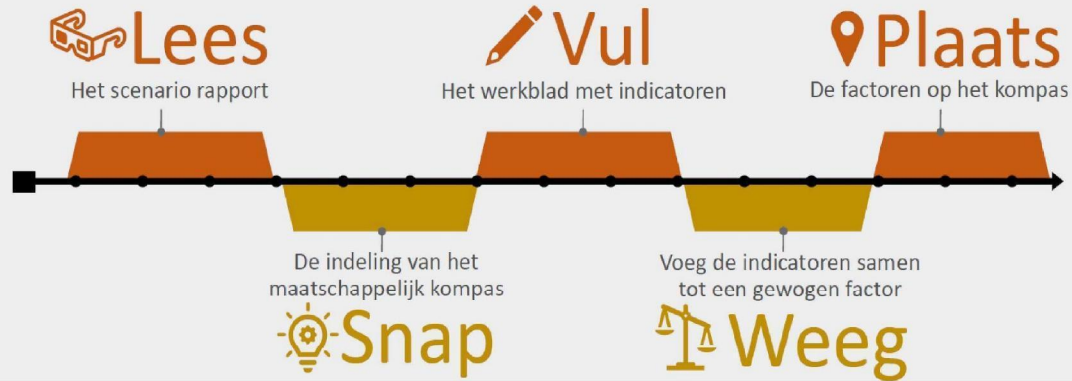 Lees
Het scenario rapport
De indeling van het
maatschappelijk kompas
Snap
Vul
Het werkblad met indicatoren
Voeg de indicatoren samen
tot een gewogen factor
Weeg
Plaats
De factoren op het kompas